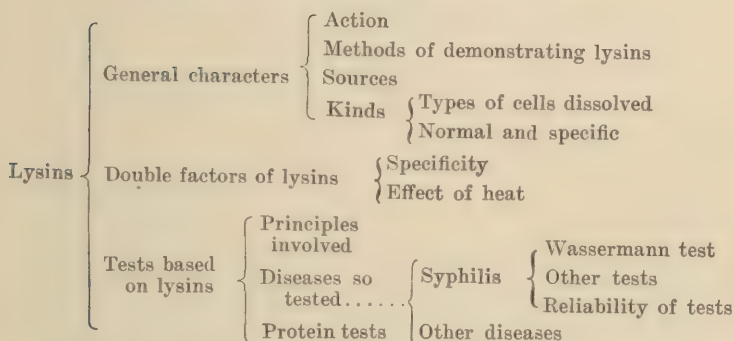 Action
Methods of demonstrating lysins
General characters
Sources
Kinds
Types of cells dissolved
Normal and specific
Lysins
Double factors of lysins
Specificity
Effect of heat
Tests based
on lysins
Principles
involved
Diseases so
tested......
Syphilis
Wassermann test
Other tests
Reliability of tests
Protein tests
Other diseases